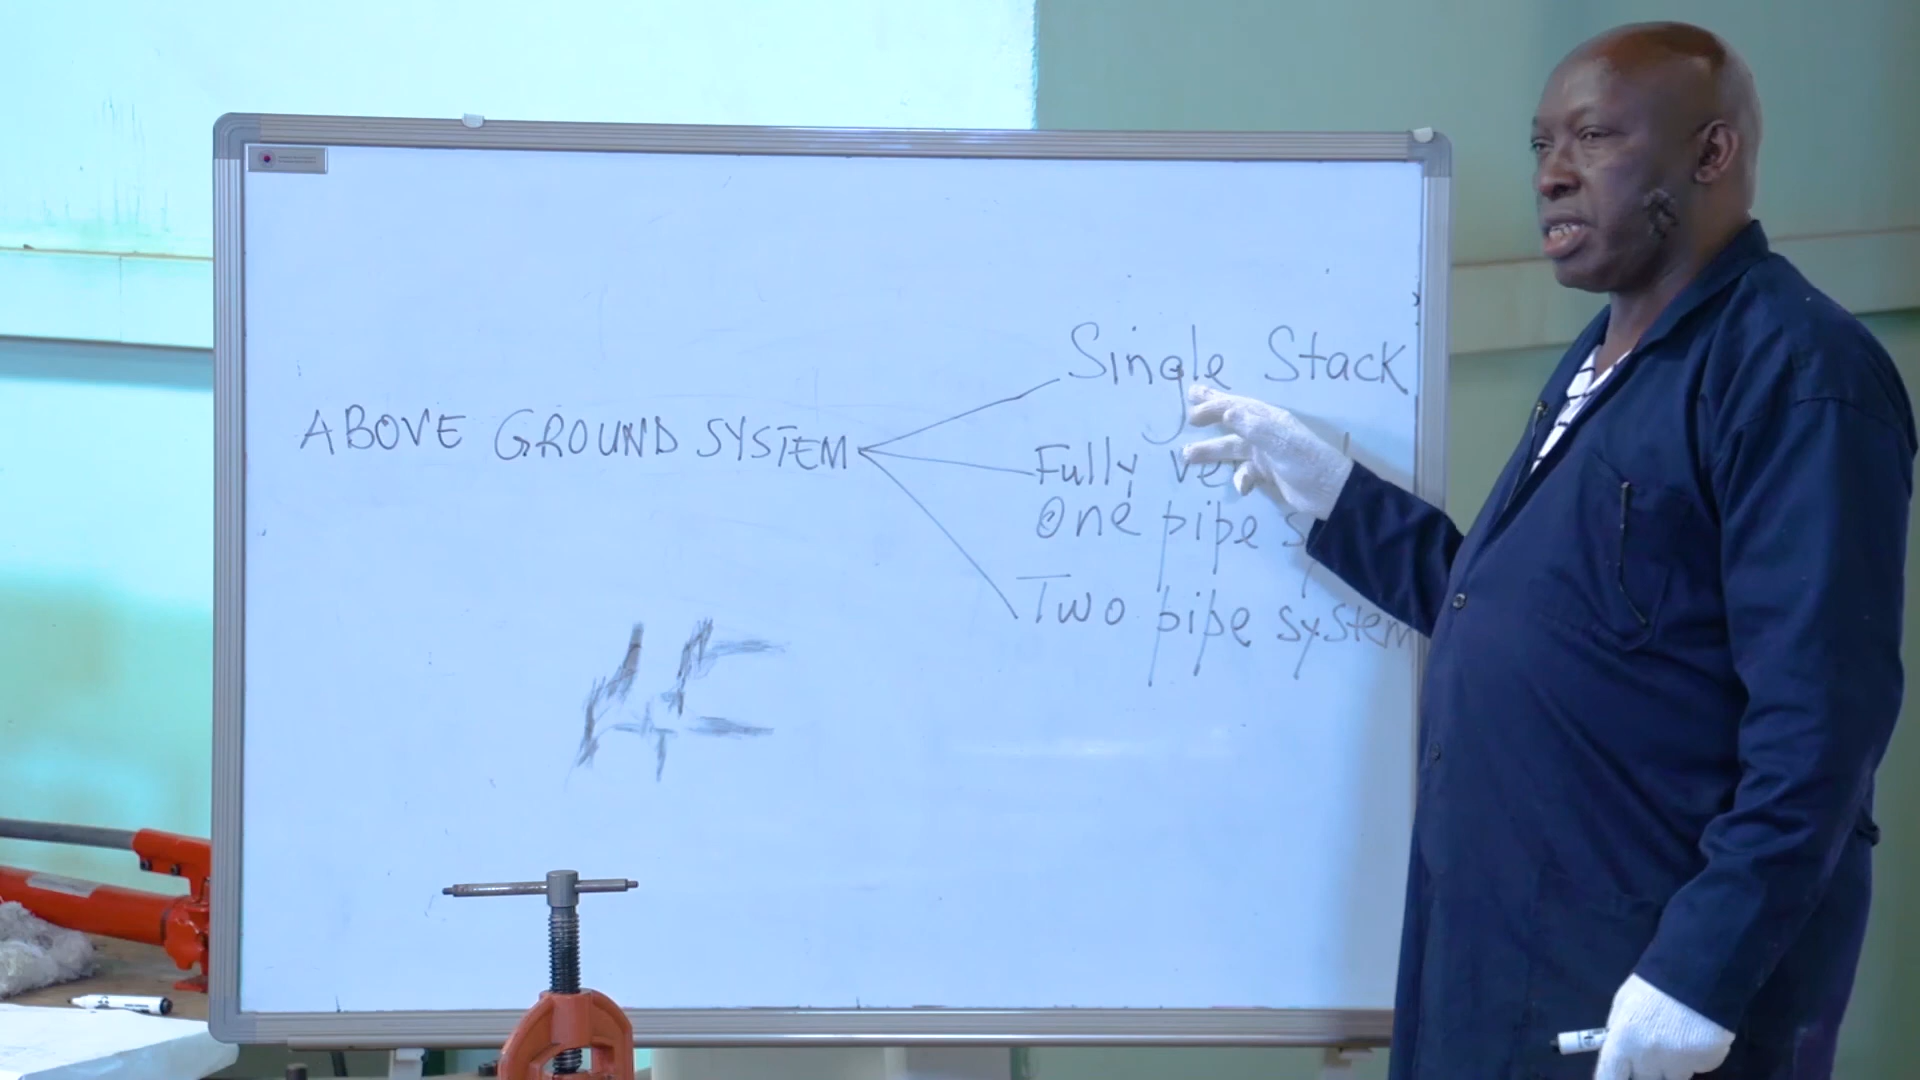 Single Stack
ABOVE GROUND SYSTEM
Fully
One pipe
Two pipe system